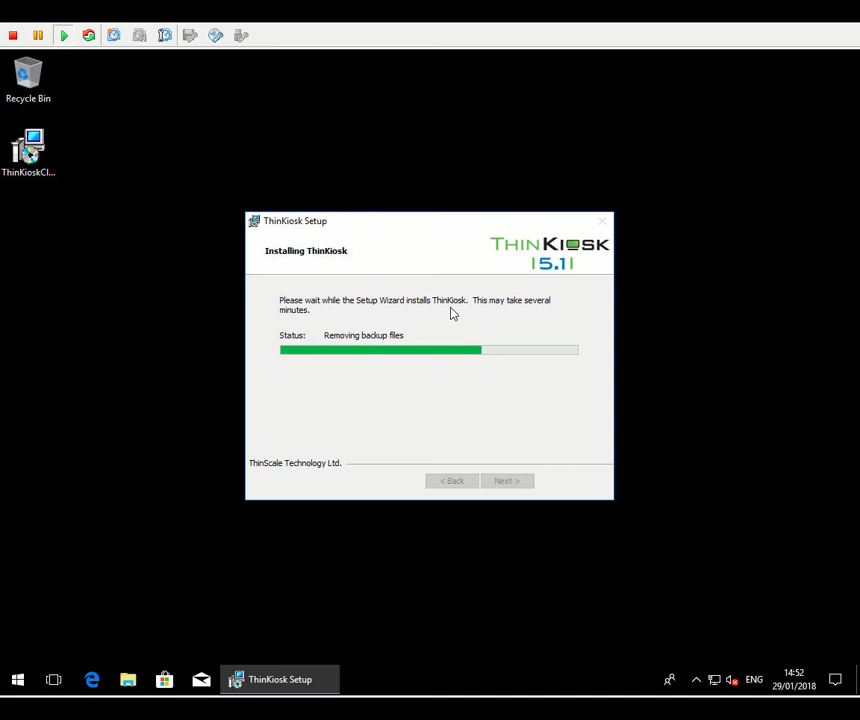 Recycle Bin
ThinKioskCl...
ThinKiosk Setup
Installing ThinKiosk
THINKIOSK
|5.1|
Please wait while the Setup Wizard installs ThinKiosk. This may take several
minutes.
Status: Removing backup files
ThinScale Technology Ltd.
< Back Next >
ThinKiosk Setup
ENG
14:52
29/01/2018